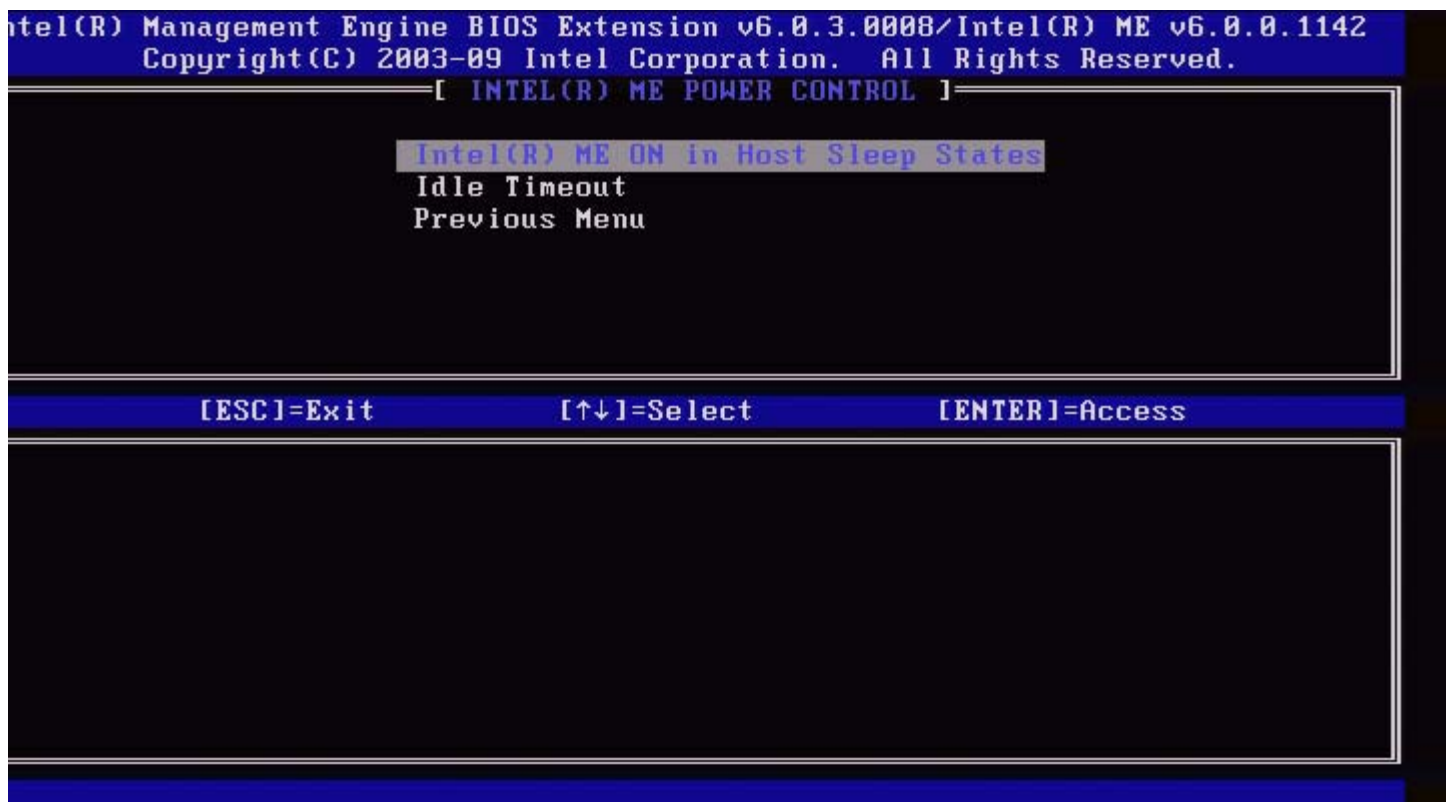 ntel(R) Management Engine BIOS Extension v6.0.3.0008/Intel(R) ME v6.0.0.1142
Copyright(C) 2003-09 Intel Corporation. All Rights Reserved.
[ INTEL(R) ME POWER CONTROL ]
Intel(R) ME ON in Host Sleep States
Idle Timeout
Previous Menu
[ESC]=Exit [↑↓]=Select [ENTER]=Access